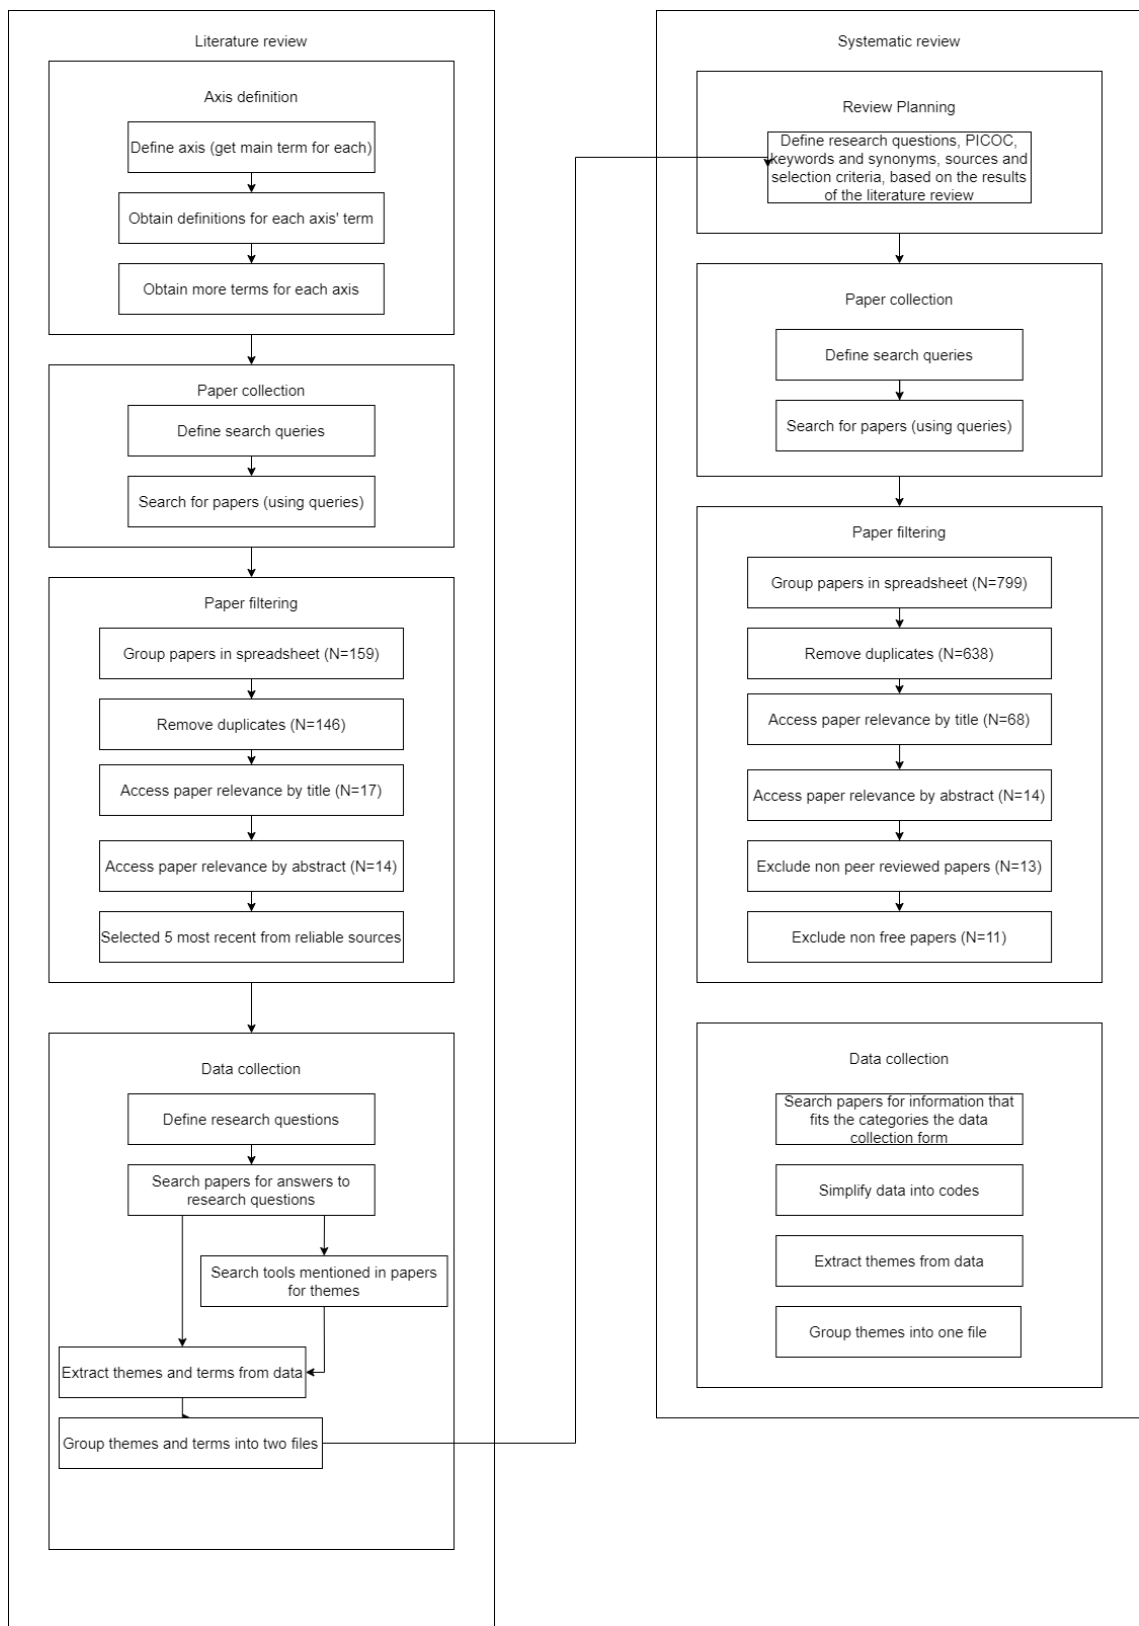 Literature review
Axis definition
Define axis (get main term for each)
Obtain definitions for each axis' term
Obtain more terms for each axis
Paper collection
Define search queries
Search for papers (using queries)
Paper filtering
Group papers in spreadsheet (N=159)
Remove duplicates (N=146)
Access paper relevance by title (N=17)
Access paper relevance by abstract (N=14)
Selected 5 most recent from reliable sources
Data collection
Define research questions
Search papers for answers to
research questions
Search tools mentioned in papers
for themes
Extract themes and terms from data
Group themes and terms into two files
Systematic review
Review Planning
Define research questions, PICOC,
keywords and synonyms, sources and
selection criteria, based on the results
of the literature review
Paper collection
Define search queries
Search for papers (using queries)
Paper filtering
Group papers in spreadsheet (N=799)
Remove duplicates (N=638)
Access paper relevance by title (N=68)
Access paper relevance by abstract (N=14)
Exclude non peer reviewed papers (N=13)
Exclude non free papers (N=11)
Data collection
Search papers for information that
fits the categories the data
collection form
Simplify data into codes
Extract themes from data
Group themes into one file